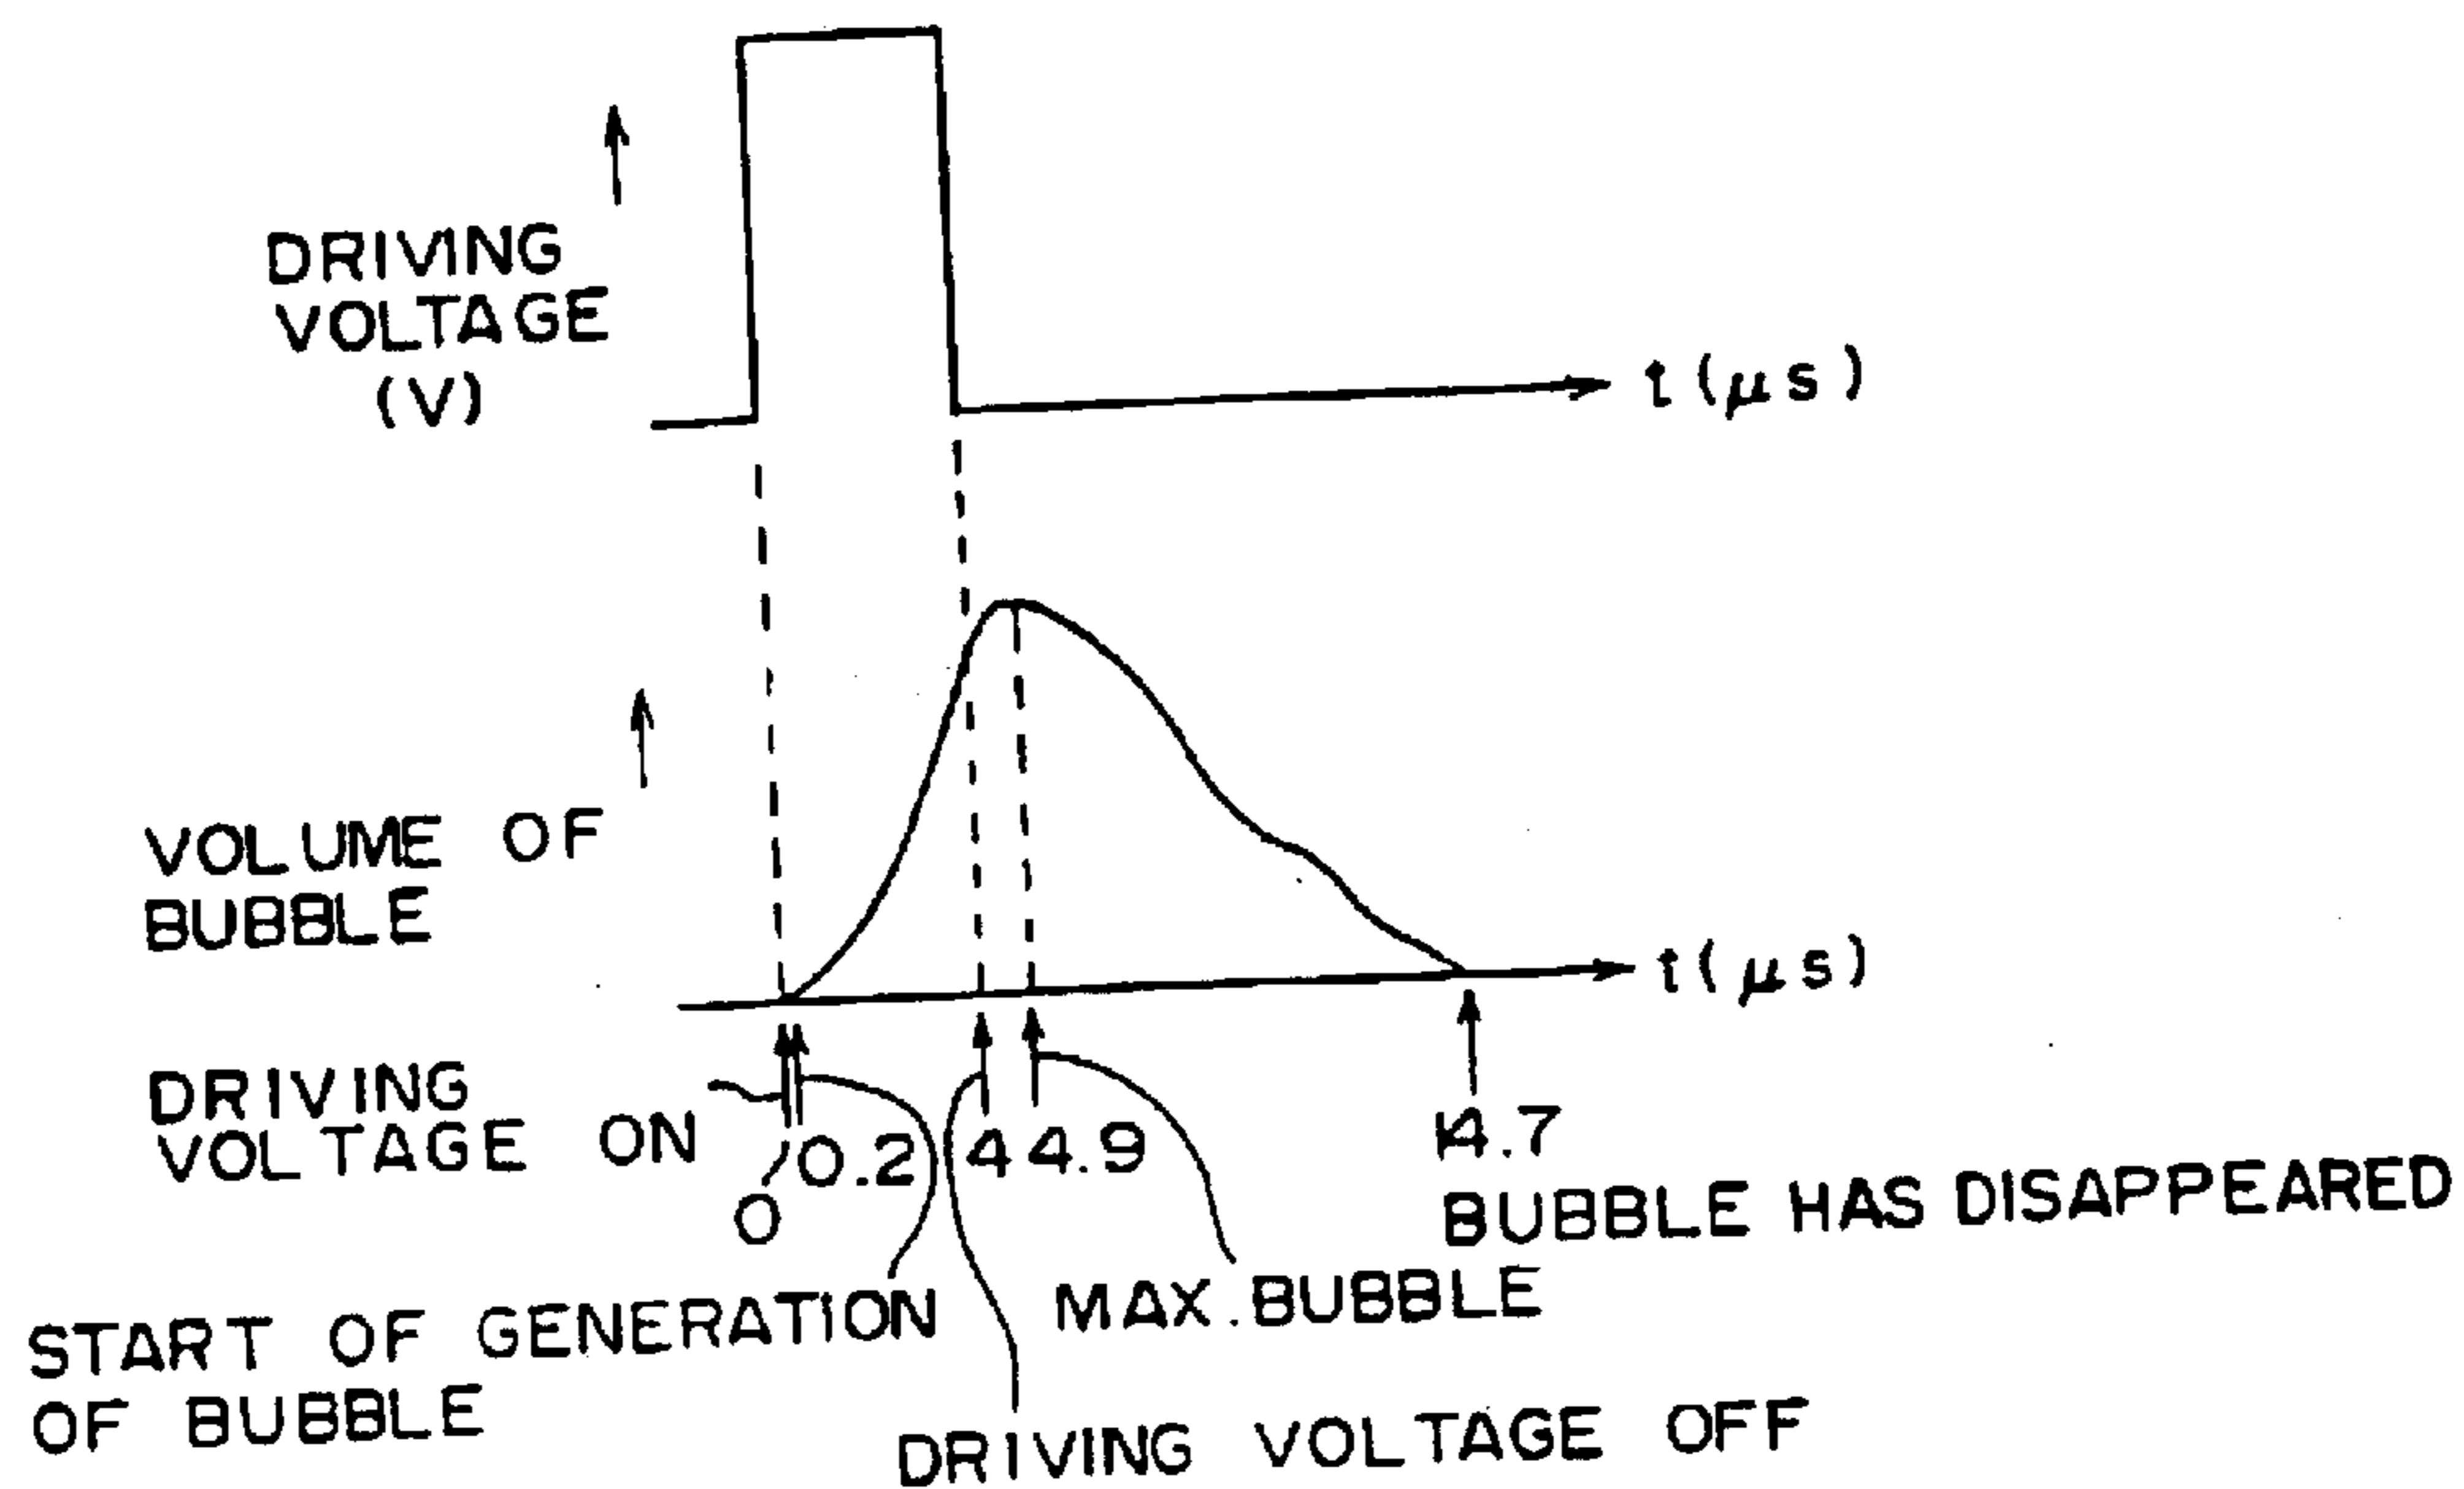 DRIVING
VOLTAGE
(V)
t (μs)
VOLUME OF
BUBBLE
t (μs)
DRIVING
VOLTAGE ON
0
0.2
4
4.9
14.7
BUBBLE HAS DISAPPEARED
START OF GENERATION
OF BUBBLE
MAX. BUBBLE
DRIVING VOLTAGE OFF